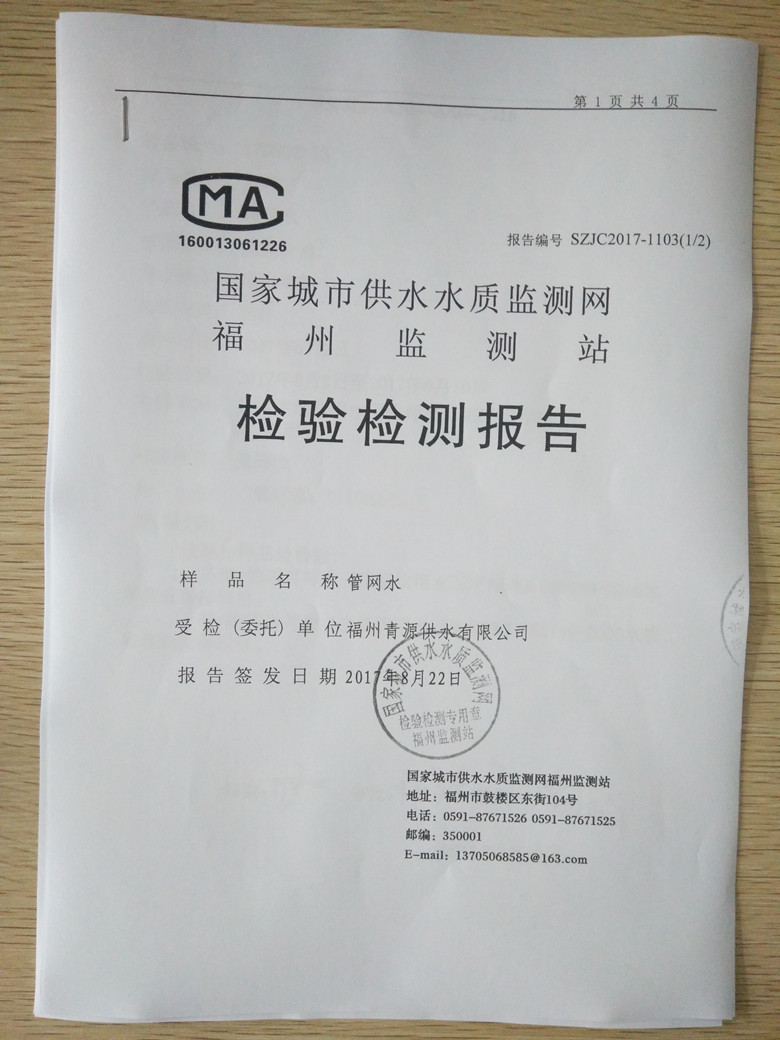 第 1 页 共 4 页
MA
160013061226
报告编号 SZJC2017-1103(1/2)
国家城市供水水质监测网
福州监测站
检验检测报告
样品名称 管网水
受检(委托)单位 福州青源供水有限公司
报告签发日期 2017年8月22日
国家城市供水水质监测网
检验检测专用章
福州监测站
国家城市供水水质监测网福州监测站
地址：福州市鼓楼区东街104号
电话：0591-87671526 0591-87671525
邮编：350001
E-mail：13705068585@163.com